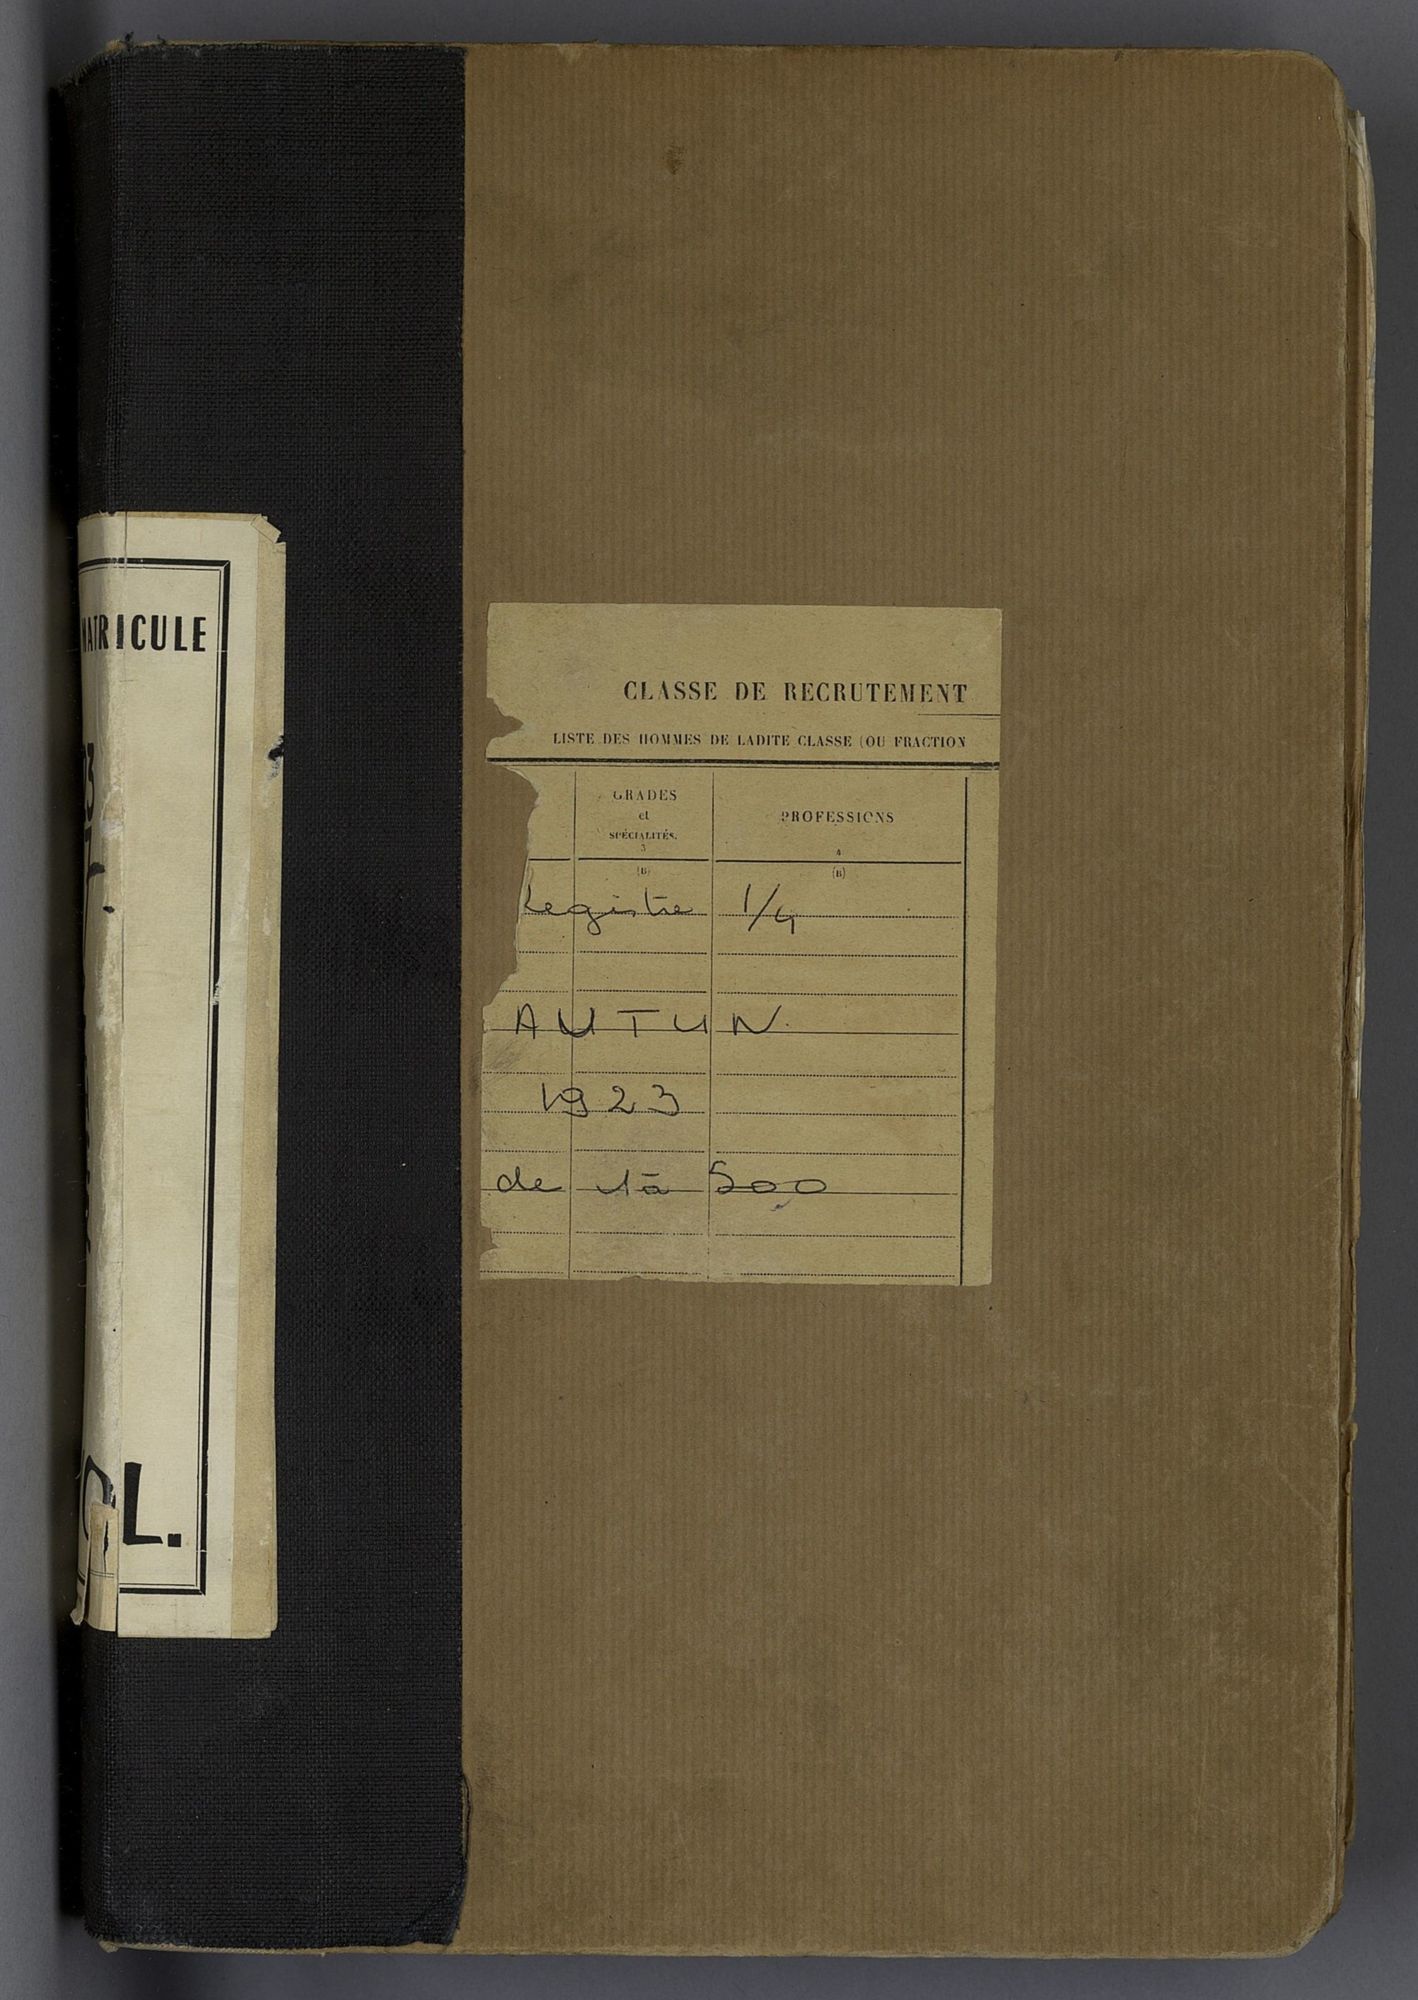 MATRICULE
L.
CLASSE DE RECRUTEMENT
LISTE DES HOMMES DE LADITE CLASSE (OU FRACTION
GRADES
et
SPÉCIALITÉS.
3
(B)
PROFESSIONS
4
(B)
Registre 1/4
AUTUN
1923
de 1 à 500